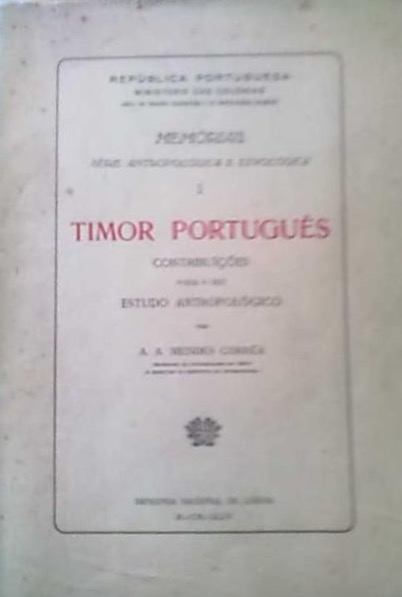 REPÚBLICA PORTUGUESA
MINISTÉRIO DAS COLÓNIAS
MEMÓRIAS
SÉRIE ANTROPOLÓGICA E ETNOLÓGICA
I
TIMOR PORTUGUÊS
CONTRIBUÏÇÕES
PARA O SEU
ESTUDO ANTROPOLÓGICO
POR
A. A. MENDES CORRÊA
IMPRENSA NACIONAL DE LISBOA